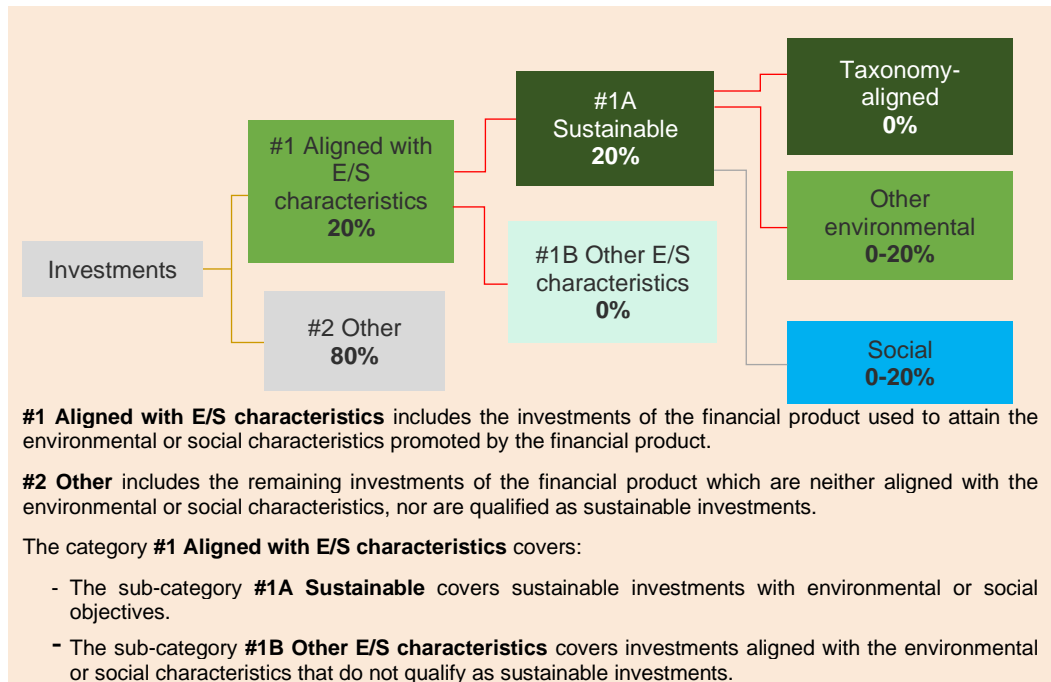 Investments
#1 Aligned with
E/S
characteristics
20%
#2 Other
80%
#1A
Sustainable
20%
#1B Other E/S
characteristics
0%
Taxonomy-
aligned
0%
Other
environmental
0-20%
Social
0-20%
#1 Aligned with E/S characteristics includes the investments of the financial product used to attain the
environmental or social characteristics promoted by the financial product.
#2 Other includes the remaining investments of the financial product which are neither aligned with the
environmental or social characteristics, nor are qualified as sustainable investments.
The category #1 Aligned with E/S characteristics covers:
- The sub-category #1A Sustainable covers sustainable investments with environmental or social
objectives.
- The sub-category #1B Other E/S characteristics covers investments aligned with the environmental
or social characteristics that do not qualify as sustainable investments.